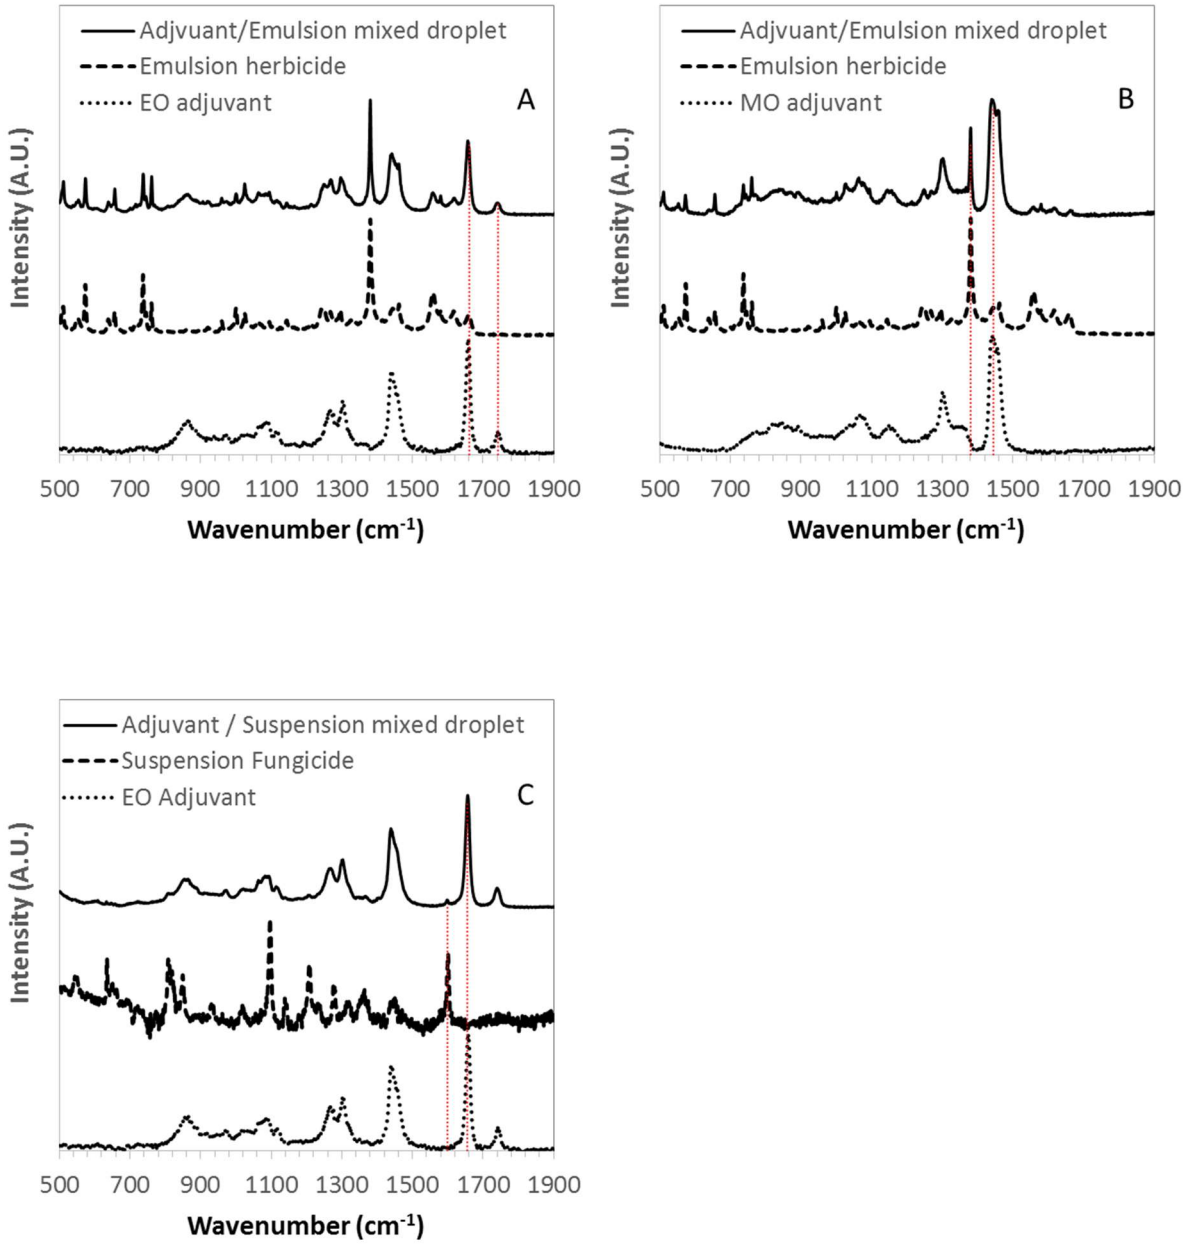 Adjvuant/Emulsion mixed droplet
Emulsion herbicide
EO adjuvant
A
Intensity (A.U.)
500 700 900 1100 1300 1500 1700 1900
Wavenumber (cm⁻¹)
Adjvuant/Emulsion mixed droplet
Emulsion herbicide
MO adjuvant
B
Intensity (A.U.)
500 700 900 1100 1300 1500 1700 1900
Wavenumber (cm⁻¹)
Adjuvant / Suspension mixed droplet
Suspension Fungicide
EO Adjuvant
C
Intensity (A.U.)
500 700 900 1100 1300 1500 1700 1900
Wavenumber (cm⁻¹)